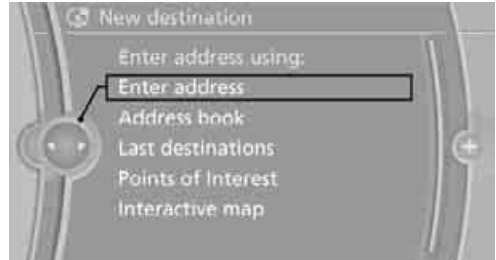 New destination
Enter address using:
Enter address
Address book
Last destinations
Points of Interest
Interactive map